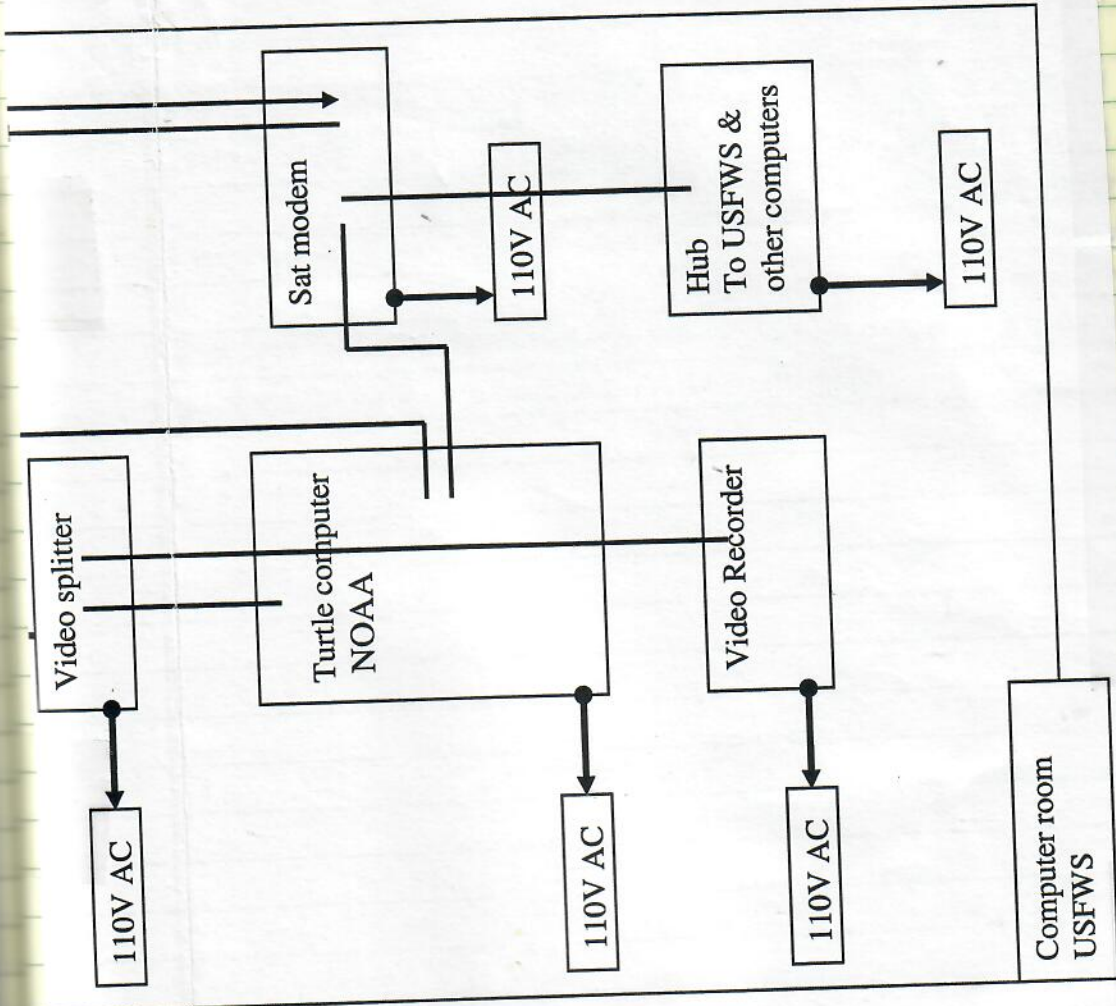 Video splitter
110V AC
Sat modem
Turtle computer
NOAA
110V AC
110V AC
Hub
To USFWS &
other computers
Video Recorder
110V AC
110V AC
Computer room
USFWS